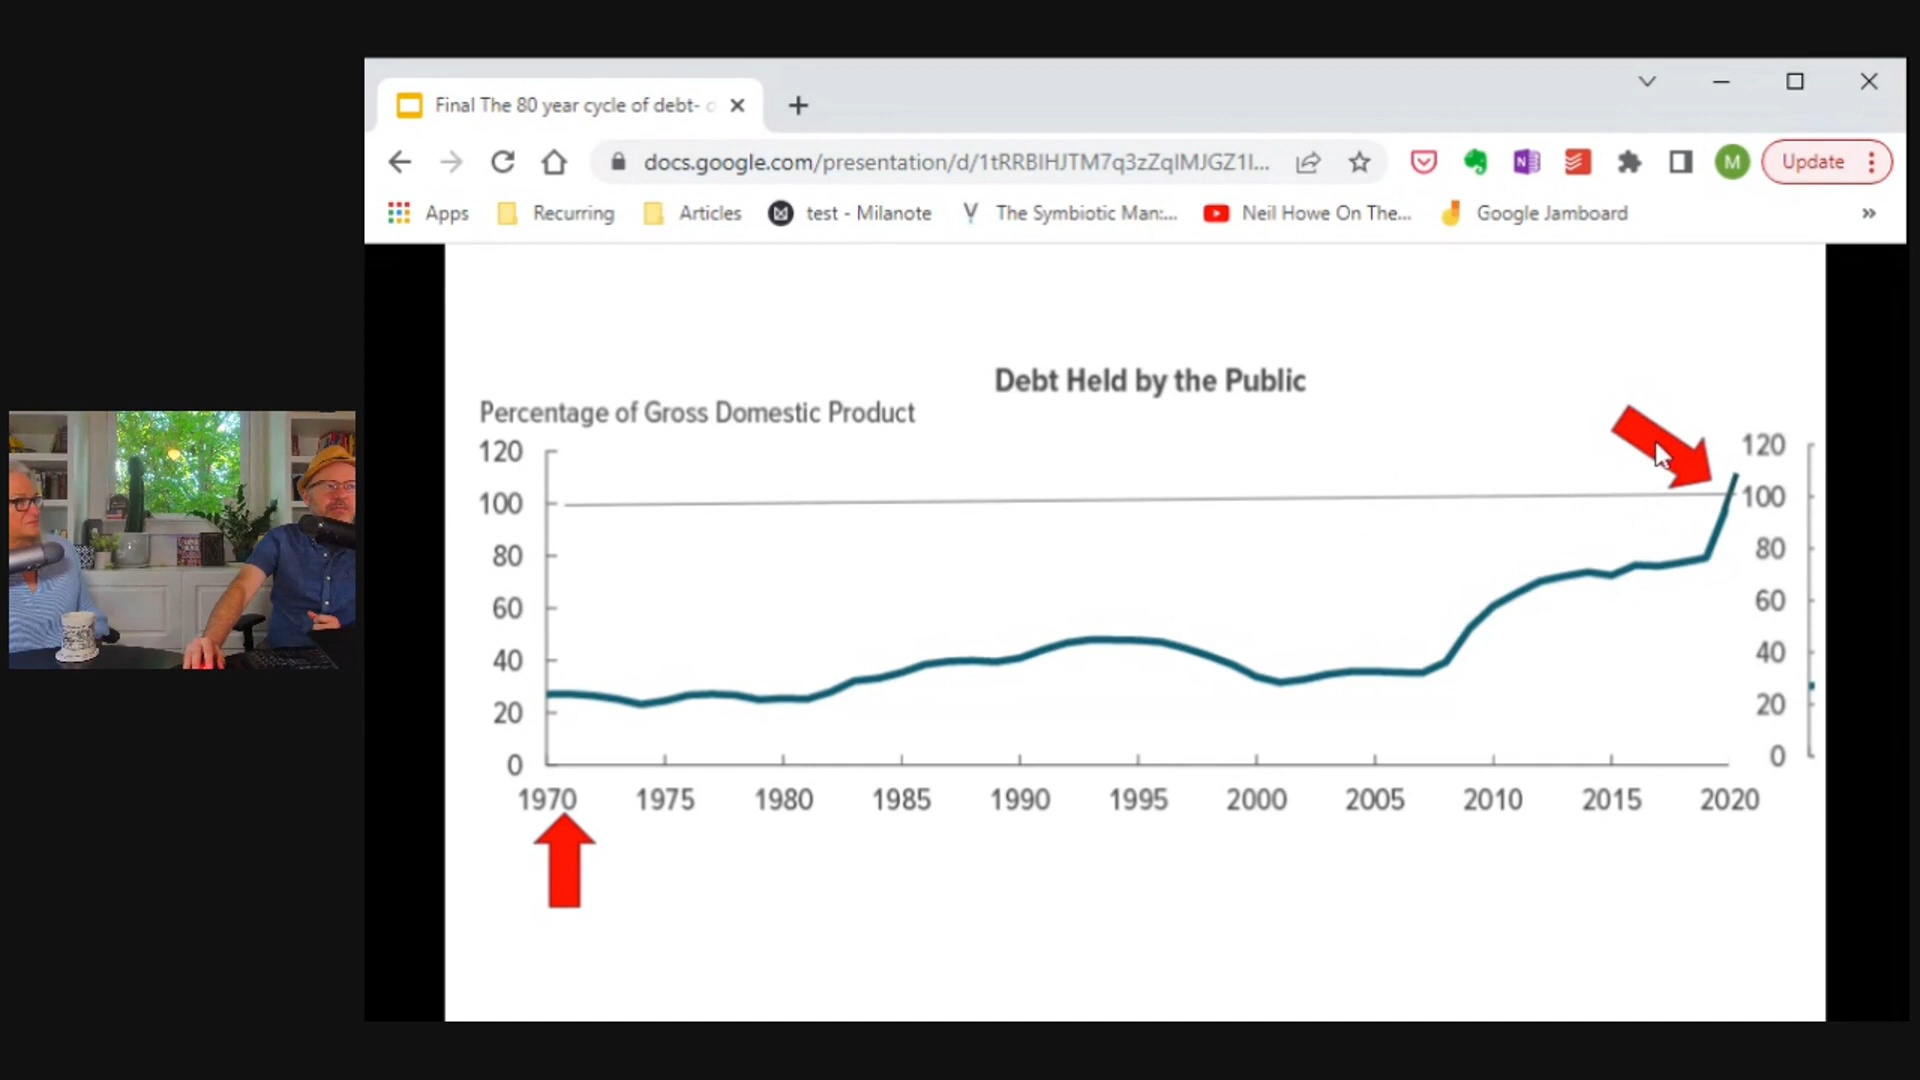 Final The 80 year cycle of debt-
docs.google.com/presentation/d/1tRRBIHJTM7q3zZqIMJGZ1I...
M
Update
Apps
Recurring
Articles
test - Milanote
The Symbiotic Man:...
Neil Howe On The...
Google Jamboard
»
Debt Held by the Public
Percentage of Gross Domestic Product
120
100
80
60
40
20
0
120
100
80
60
40
20
0
1970 1975 1980 1985 1990 1995 2000 2005 2010 2015 2020